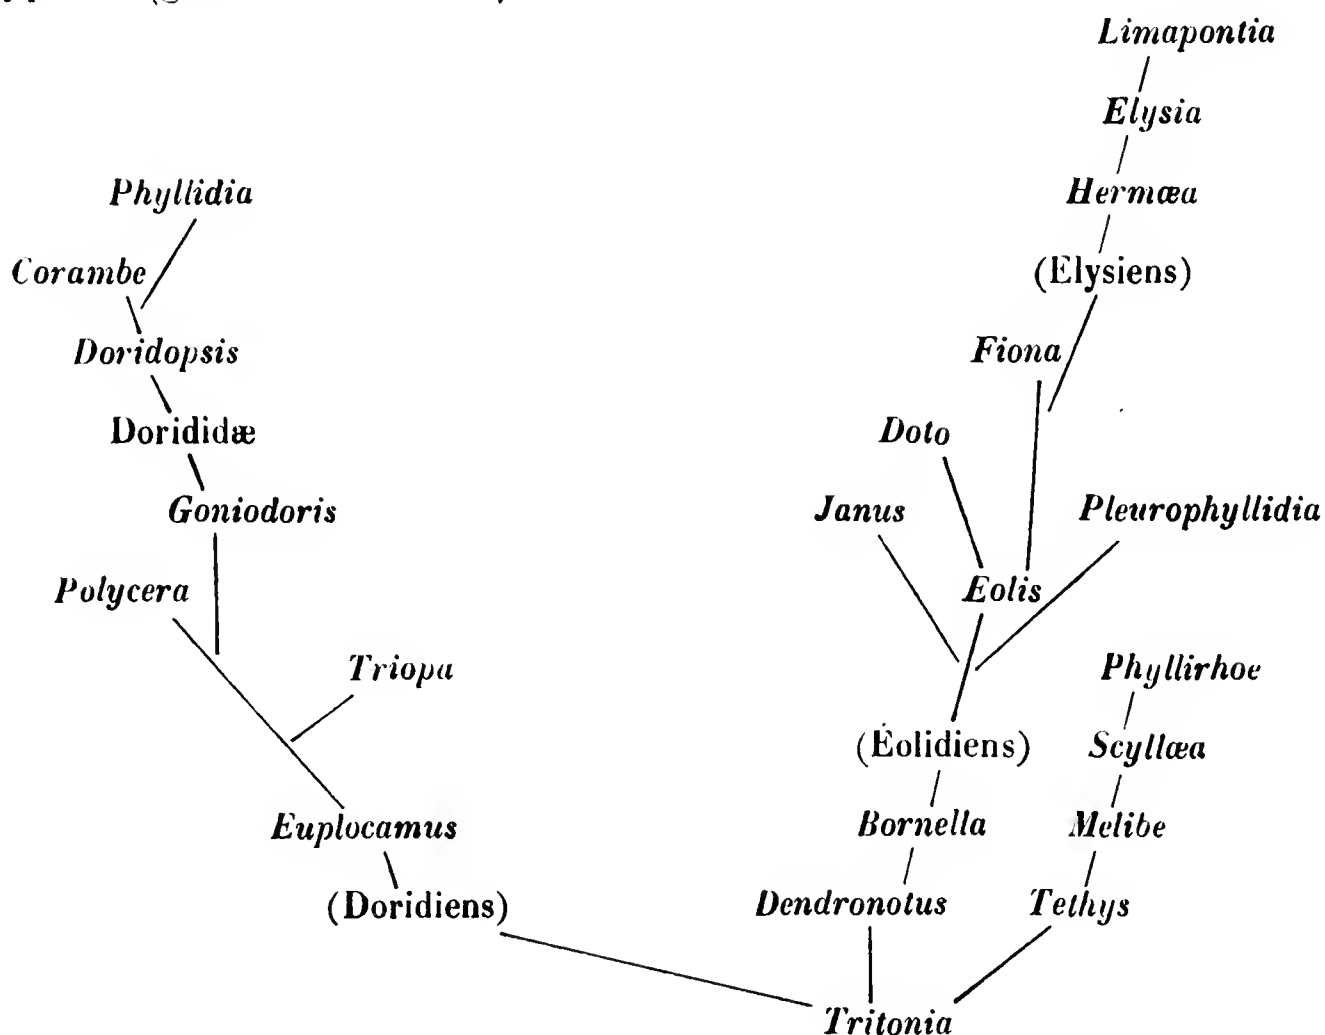 Limapontia
Elysia
Phyllidia
Hermæa
Corambe
(Elysiens)
Doridopsis
Fiona
Dorididæ
Doto
Goniodoris
Janus
Pleurophyllidia
Polycera
Eolis
Triopa
Phyllirhoe
(Éolidiens)
Scyllæa
Euplocamus
Bornella
Melibe
(Doridiens)
Dendronotus
Tethys
Tritonia